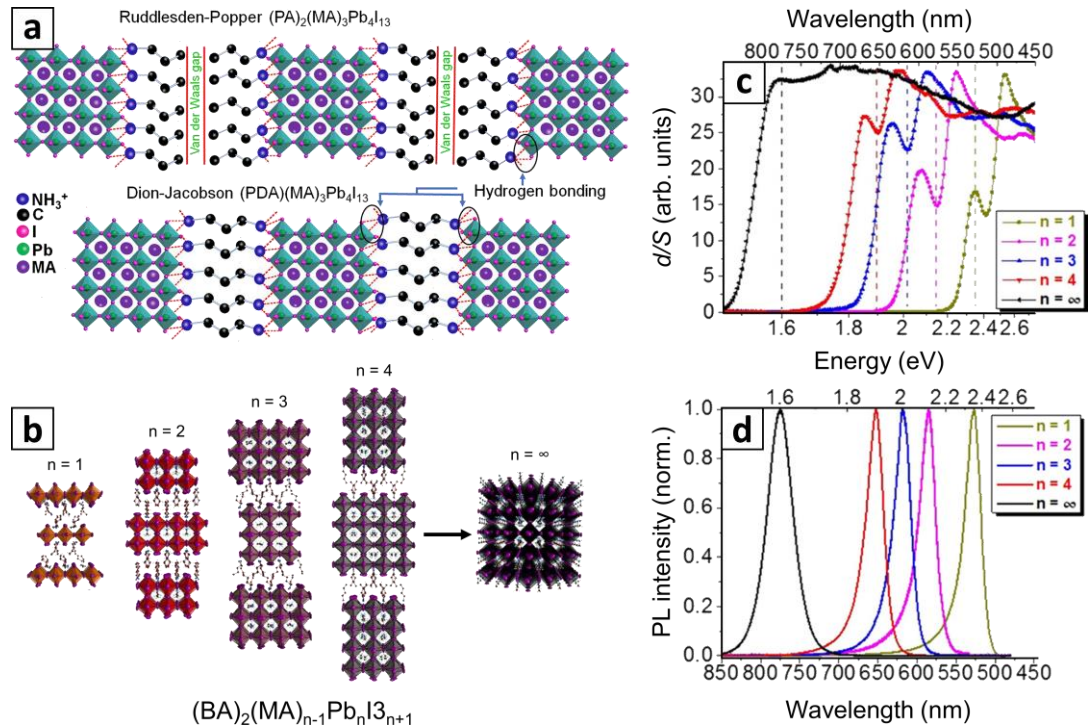 a
Ruddlesden-Popper (PA)₂(MA)₃Pb₄I₁₃
Van der Waals gap
Van der Waals gap
Dion-Jacobson (PDA)(MA)₃Pb₄I₁₃
Hydrogen bonding
NH₃⁺
C
I
Pb
MA
b
n = 1
n = 2
n = 3
n = 4
n = ∞
(BA)₂(MA)ₙ₋₁PbₙI3ₙ₊₁
Wavelength (nm)
800 750 700 650 600 550 500 450
c
d/S (arb. units)
30
25
20
15
10
5
0
n = 1
n = 2
n = 3
n = 4
n = ∞
1.6 1.8 2 2.2 2.4 2.6
Energy (eV)
1.6 1.8 2 2.2 2.4 2.6
d
PL intensity (norm.)
1.0
0.8
0.6
0.4
0.2
0.0
n = 1
n = 2
n = 3
n = 4
n = ∞
850 800 750 700 650 600 550 500 450
Wavelength (nm)